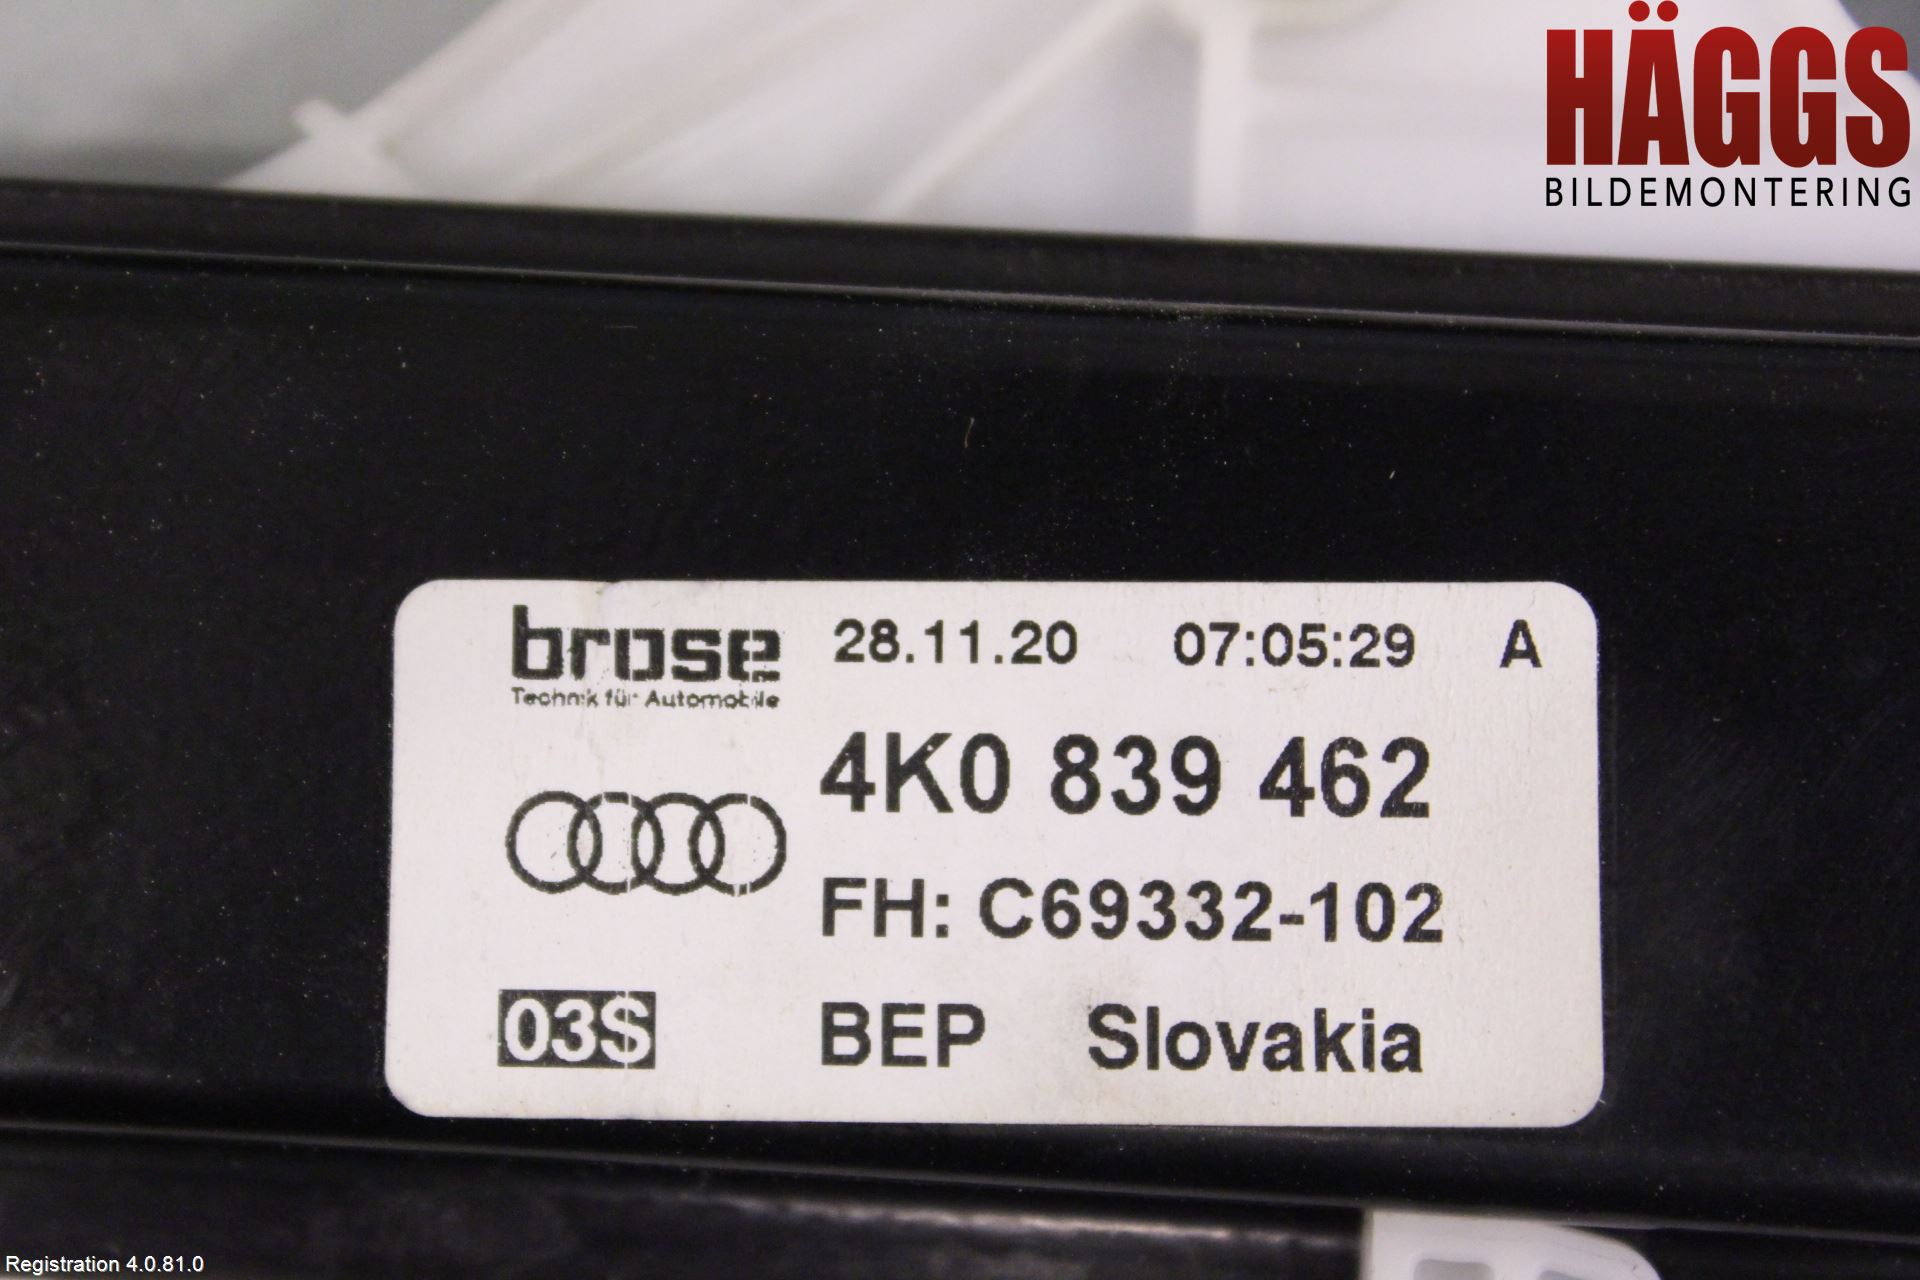 HÄGGS
BILDEMONTERING
brose 28.11.20 07:05:29 A
Technik für Automobile
4K0 839 462
FH: C69332-102
03S BEP Slovakia
Registration 4.0.81.0